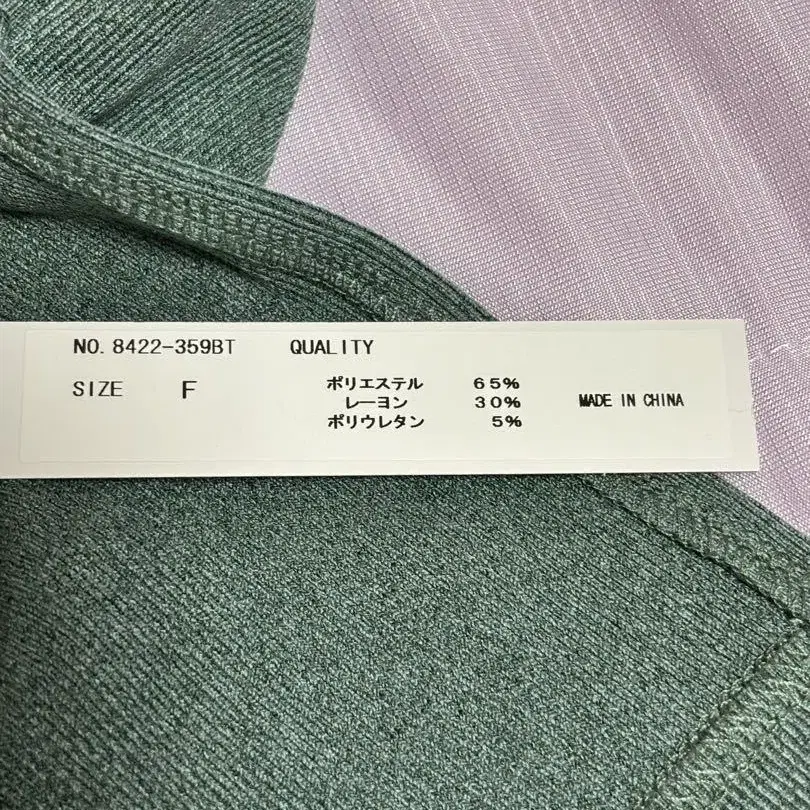 NO. 8422-359BT QUALITY
SIZE F
ポリエステル 65%
レーヨン 30%
ポリウレタン 5%
MADE IN CHINA